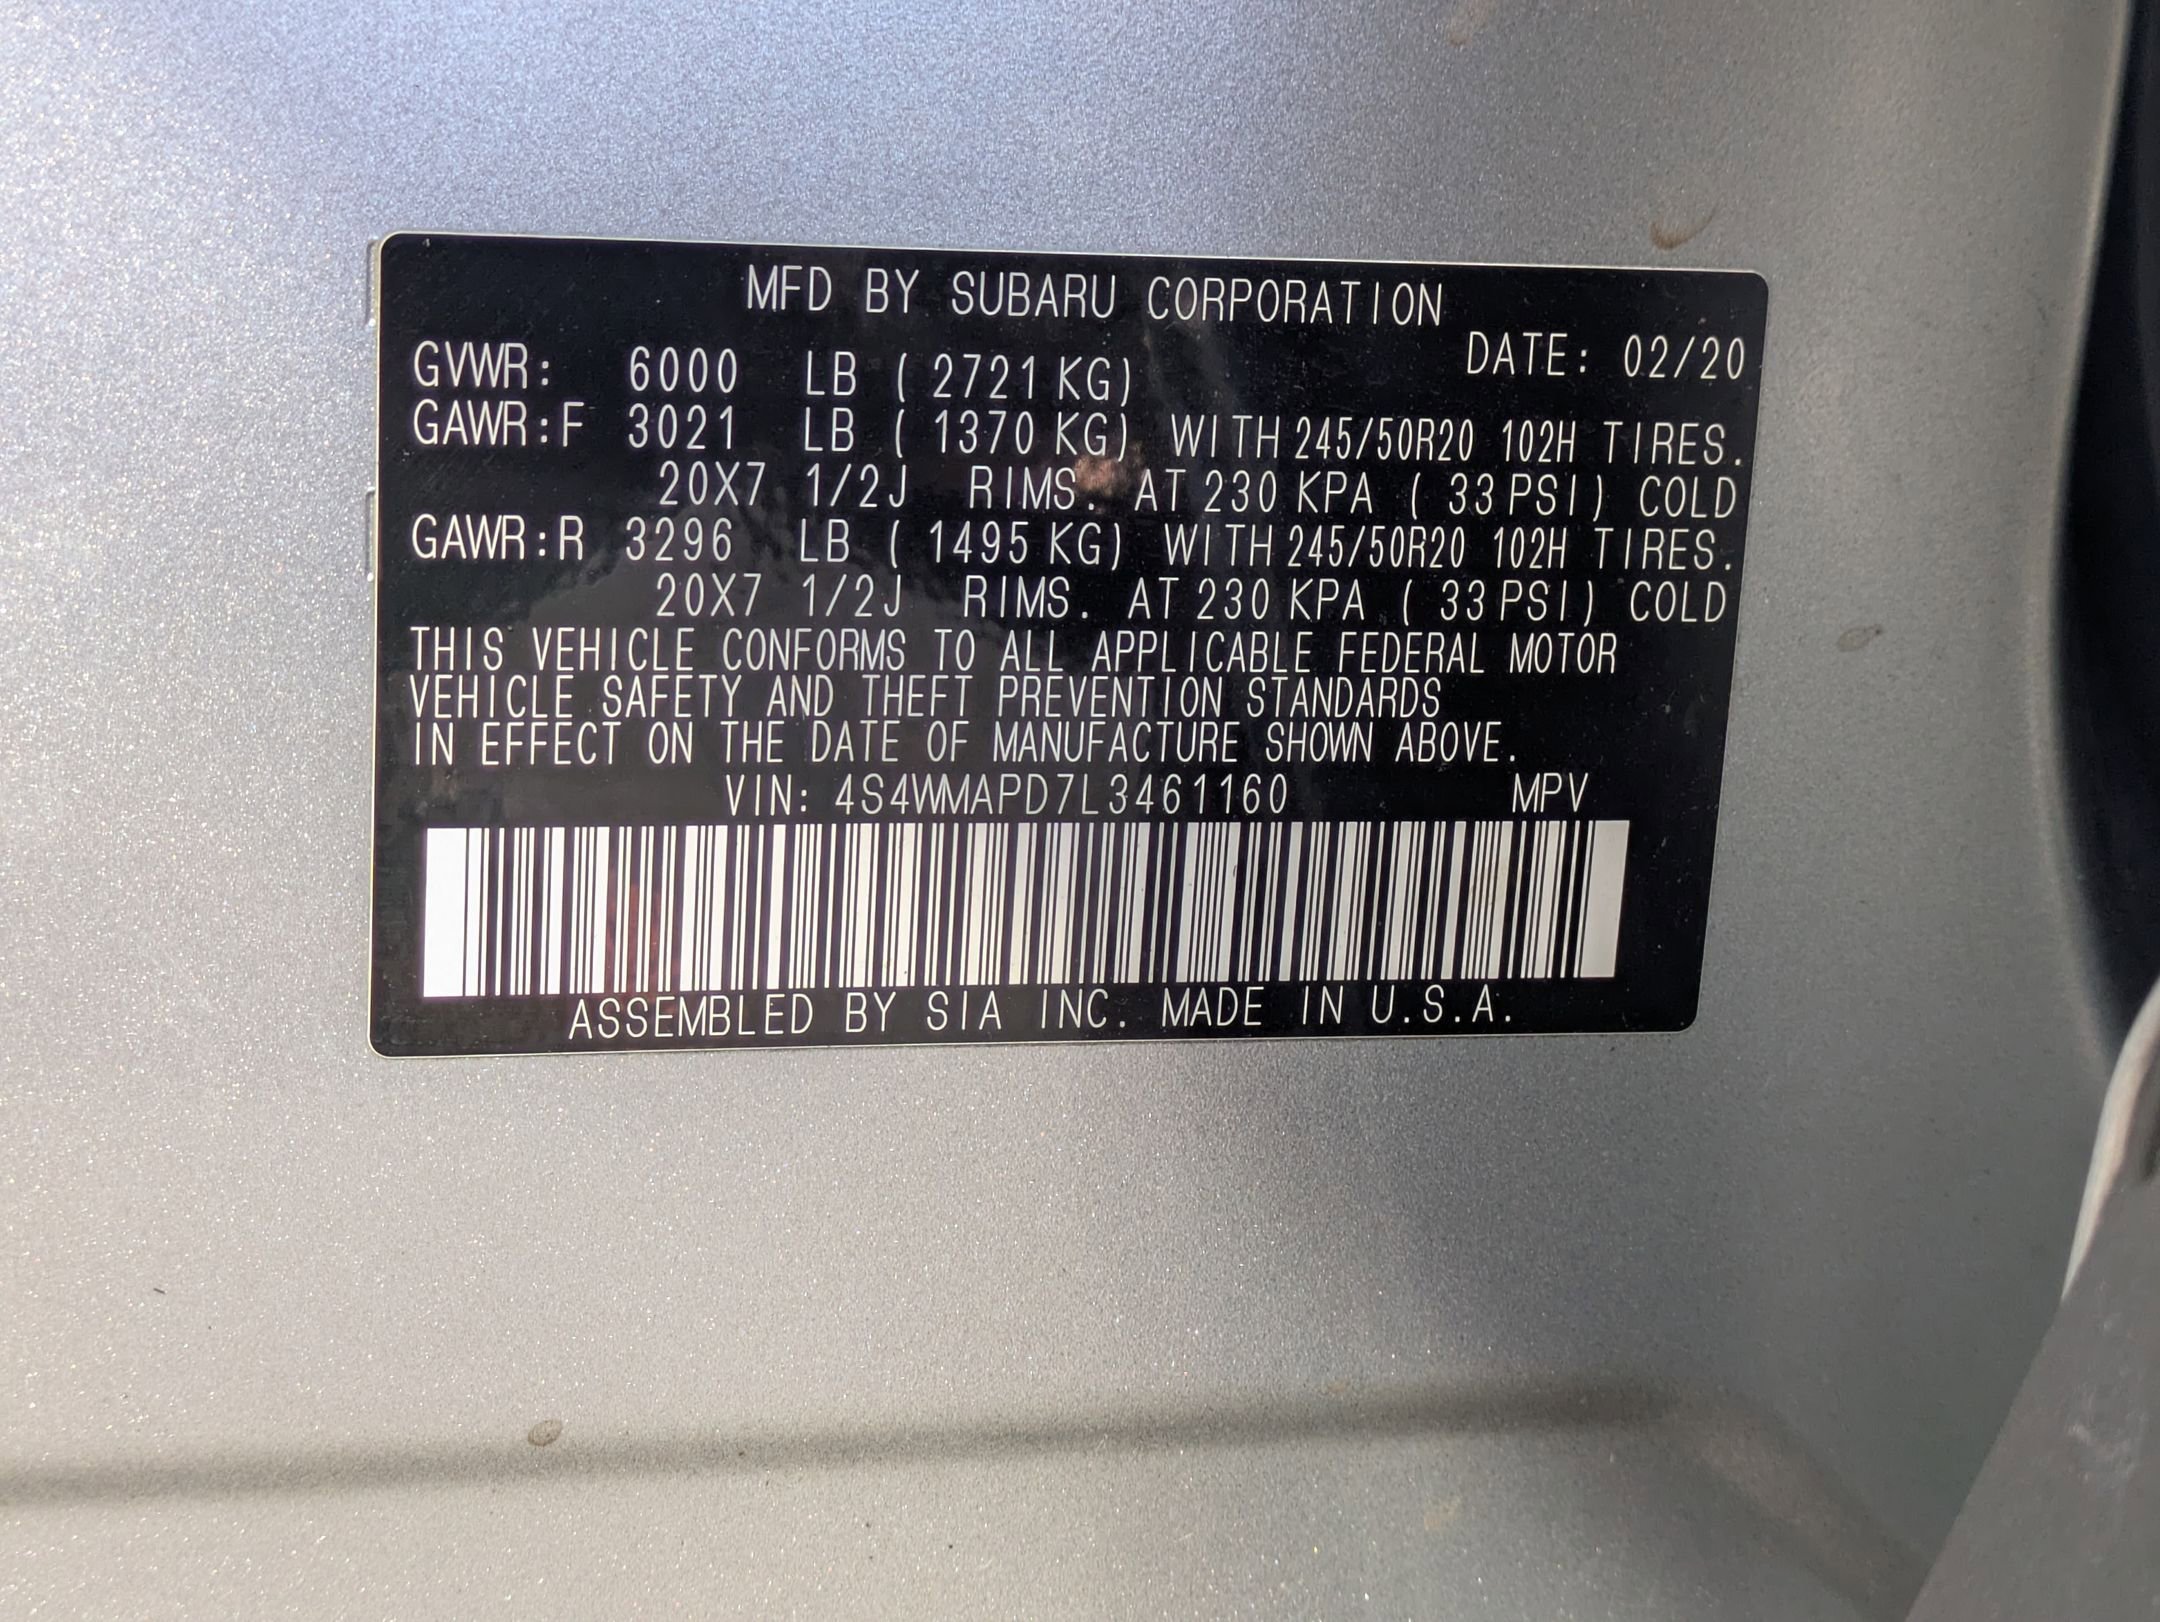 MFD BY SUBARU CORPORATION
DATE: 02/20
GVWR: 6000 LB ( 2721 KG)
GAWR:F 3021 LB ( 1370 KG) WITH 245/50R20 102H TIRES.
20X7 1/2J RIMS. AT 230 KPA ( 33 PSI) COLD
GAWR:R 3296 LB ( 1495 KG) WITH 245/50R20 102H TIRES.
20X7 1/2J RIMS. AT 230 KPA ( 33 PSI) COLD
THIS VEHICLE CONFORMS TO ALL APPLICABLE FEDERAL MOTOR
VEHICLE SAFETY AND THEFT PREVENTION STANDARDS
IN EFFECT ON THE DATE OF MANUFACTURE SHOWN ABOVE.
VIN: 4S4WMAPD7L3461160 MPV
ASSEMBLED BY SIA INC. MADE IN U.S.A.